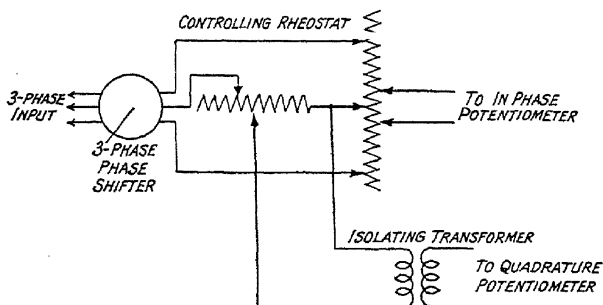 CONTROLLING RHEOSTAT
3-PHASE
INPUT
3-PHASE
PHASE
SHIFTER
TO IN PHASE
POTENTIOMETER
ISOLATING TRANSFORMER
TO QUADRATURE
POTENTIOMETER